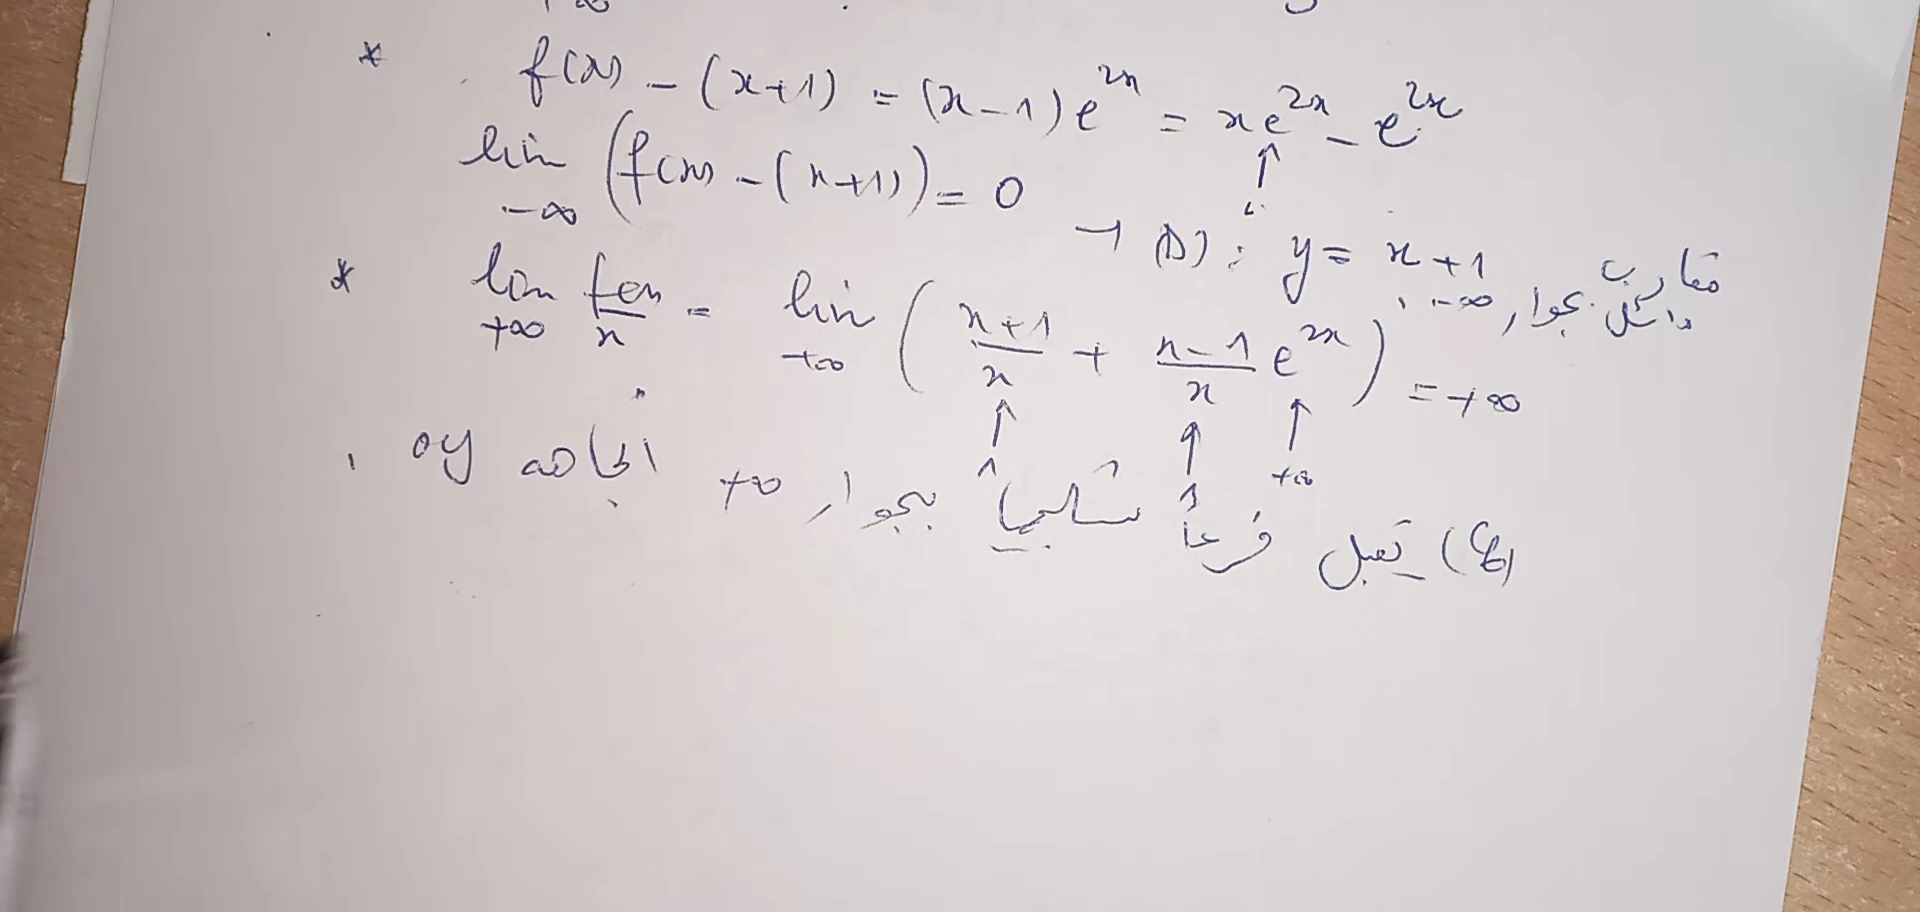 * f(x) - (x+1) = (x-1)e^{2x} = xe^{2x} - e^{2x}
lim_{-∞} (f(x) - (x+1)) = 0 ↑
→ (D): y = x+1 مقارب مائل بجوار -∞
* lim_{+∞} f(x)/x = lim_{+∞} ( (x+1)/x + (x-1)/x e^{2x} ) = +∞
↑ 1 ↑ 1 ↑ +∞
(C) تقبل فرعاً شلجمياً بجوار +∞ اتجاهه oy.